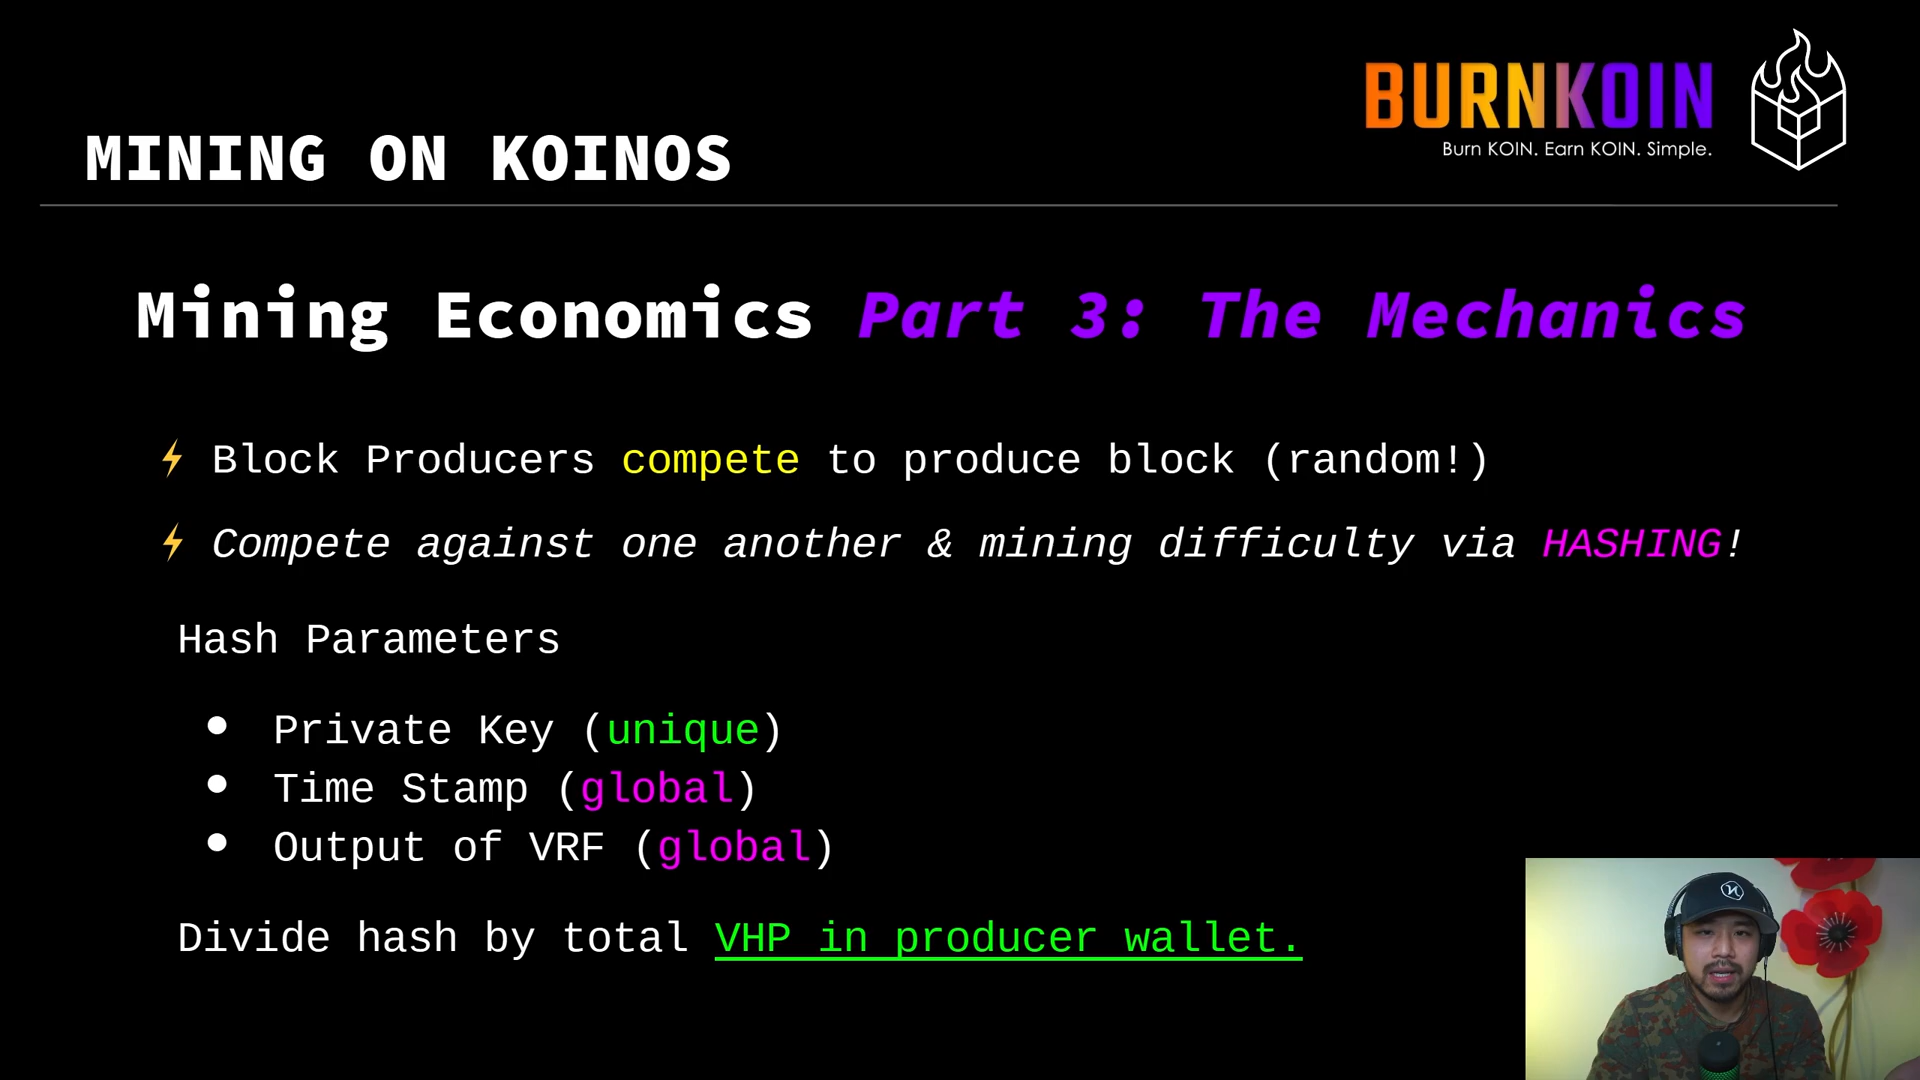 BURNKOIN
Burn KOIN. Earn KOIN. Simple.
MINING ON KOINOS
Mining Economics Part 3: The Mechanics
⚡ Block Producers compete to produce block (random!)
⚡ Compete against one another & mining difficulty via HASHING!
Hash Parameters
● Private Key (unique)
● Time Stamp (global)
● Output of VRF (global)
Divide hash by total VHP in producer wallet.